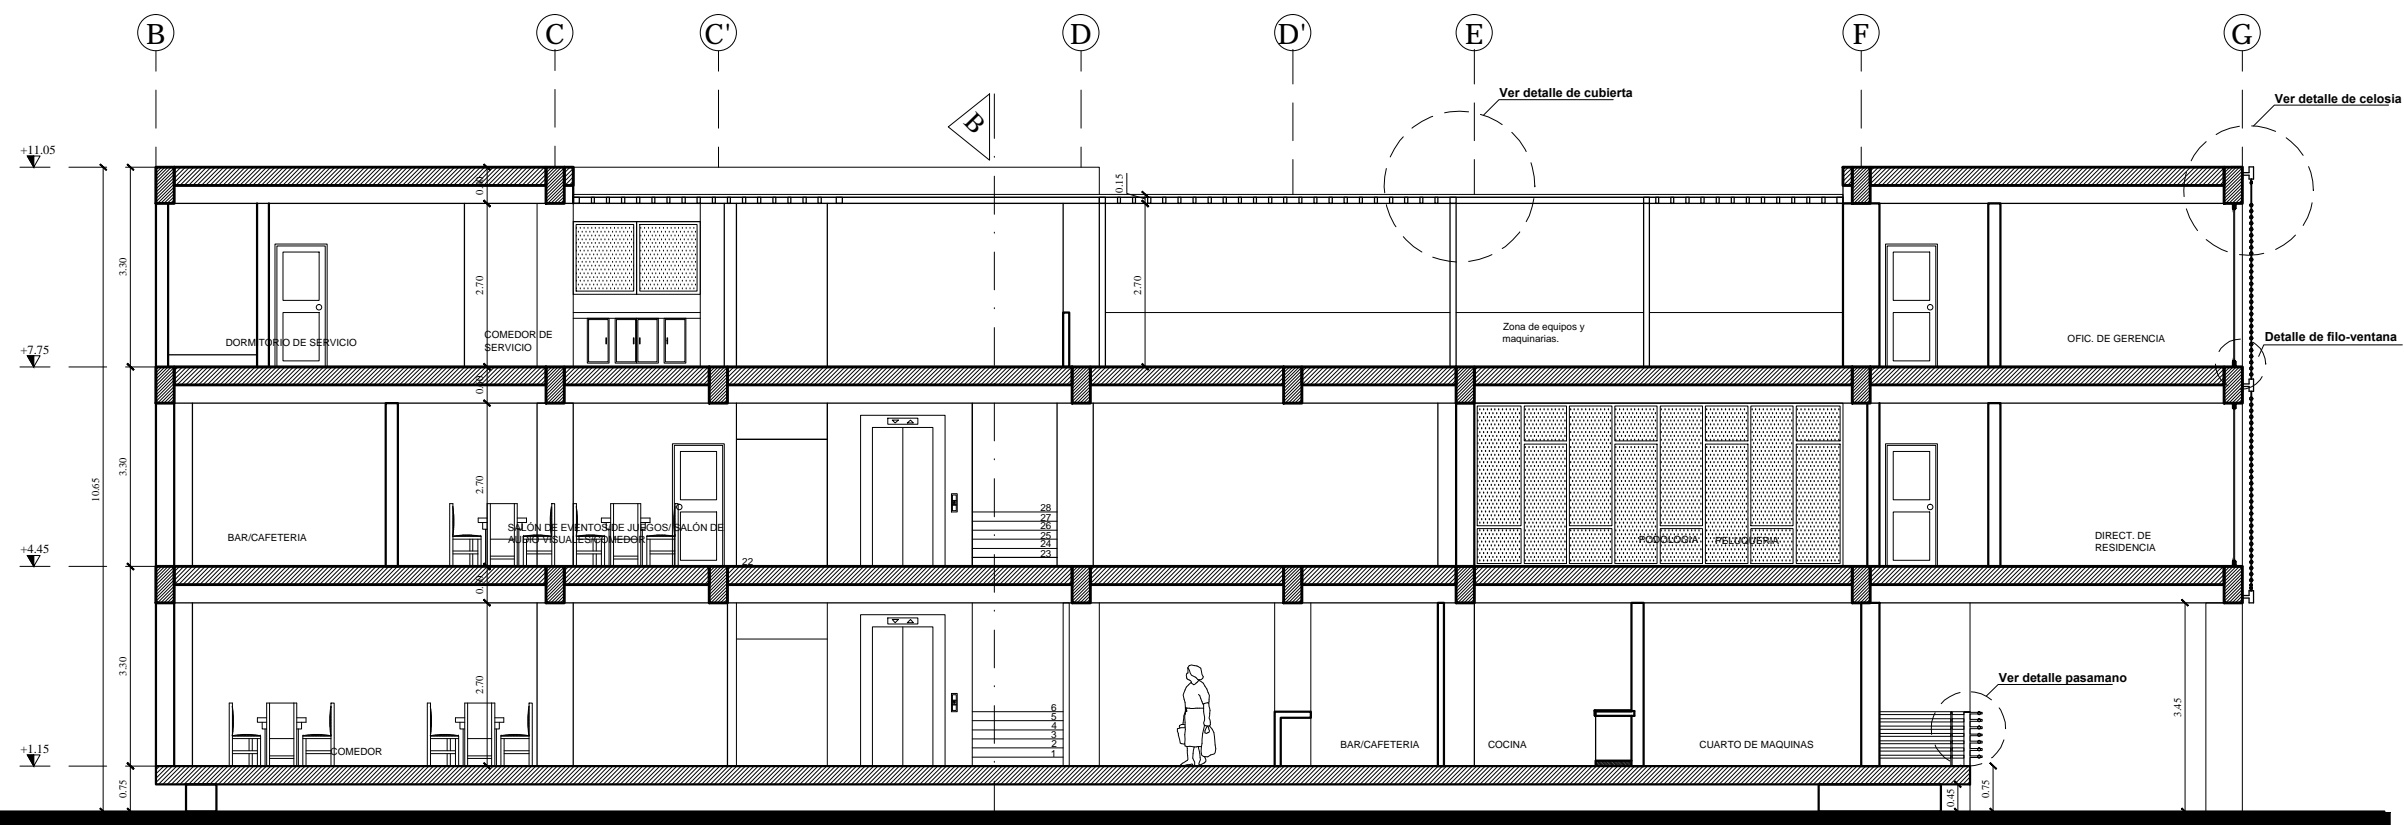 B
C
C'
D
D'
E
F
G
Ver detalle de cubierta
Ver detalle de celosia
B
+11.05
0.15
3.30
2.70
2.70
DORMITORIO DE SERVICIO
COMEDOR DE
SERVICIO
Zona de equipos y
maquinarias.
OFIC. DE GERENCIA
Detalle de filo-ventana
+7.75
10.65
3.30
2.70
BAR/CAFETERIA
SALÓN DE EVENTOS DE JUEGOS/ SALÓN DE
AUDIO VISUALES/COMEDOR
28
27
26
25
24
23
22
PODOLOGIA
PELUQUERIA
DIRECT. DE
RESIDENCIA
+4.45
3.30
2.70
COMEDOR
6
5
4
3
2
1
BAR/CAFETERIA
COCINA
CUARTO DE MAQUINAS
Ver detalle pasamano
3.45
+1.15
0.75
0.45
0.75